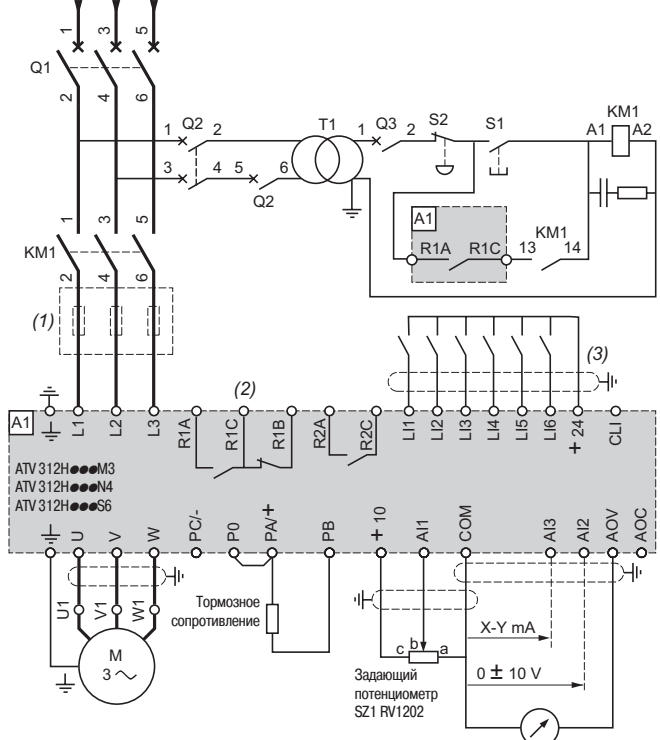 1 3 5
Q1
2 4 6
1 Q2 2
T1
1 Q3 2
S2
S1
KM1
A1 A2
3 4 5 6
Q2
A1
R1A R1C
KM1
13 14
1 3 5
KM1
2 4 6
(1)
(2)
(3)
A1
L1 L2 L3 R1A R1C R1B R2A R2C LI1 LI2 LI3 LI4 LI5 LI6 + 24 CLI
ATV 312H●●●M3
ATV 312H●●●N4
ATV 312H●●●S6
U V W PC/- P0 PA/+ PB + 10 AI1 COM AI3 AI2 AOV AOC
U1 V1 W1
M
3 ~
Тормозное
сопротивление
c b a
Задающий
потенциометр
SZ1 RV1202
X-Y mA
0 ± 10 V